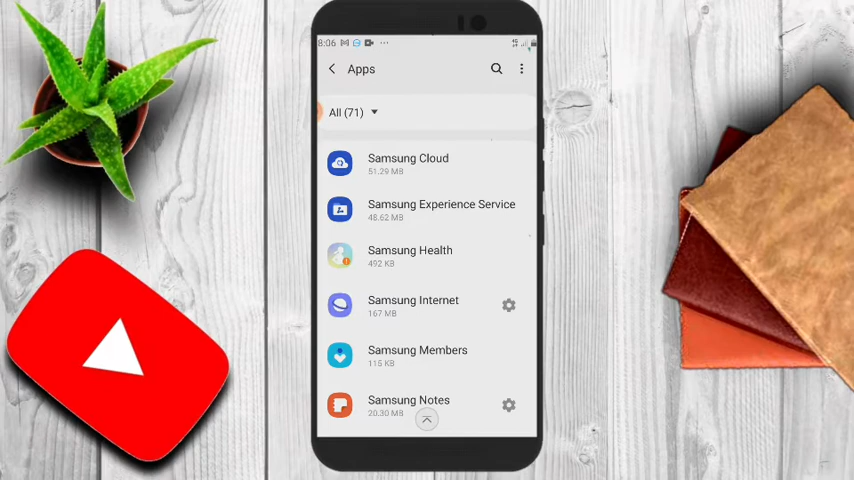 8:06
Apps
All (71)
Samsung Cloud
51.29 MB
Samsung Experience Service
48.62 MB
Samsung Health
492 KB
Samsung Internet
167 MB
Samsung Members
115 KB
Samsung Notes
20.30 MB